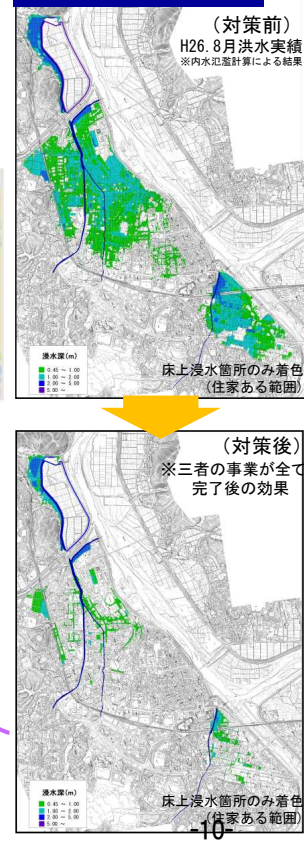 (対策前)
H26.8月洪水実績
※内水氾濫計算による結果
浸水深(m)
0.45 ～ 1.00
1.00 ～ 2.00
2.00 ～ 5.00
5.00 ～
床上浸水箇所のみ着色
(住家ある範囲)
(対策後)
※三者の事業が全て
完了後の効果
浸水深(m)
0.45 ～ 1.00
1.00 ～ 2.00
2.00 ～ 5.00
5.00 ～
床上浸水箇所のみ着色
(住家ある範囲)
-10-